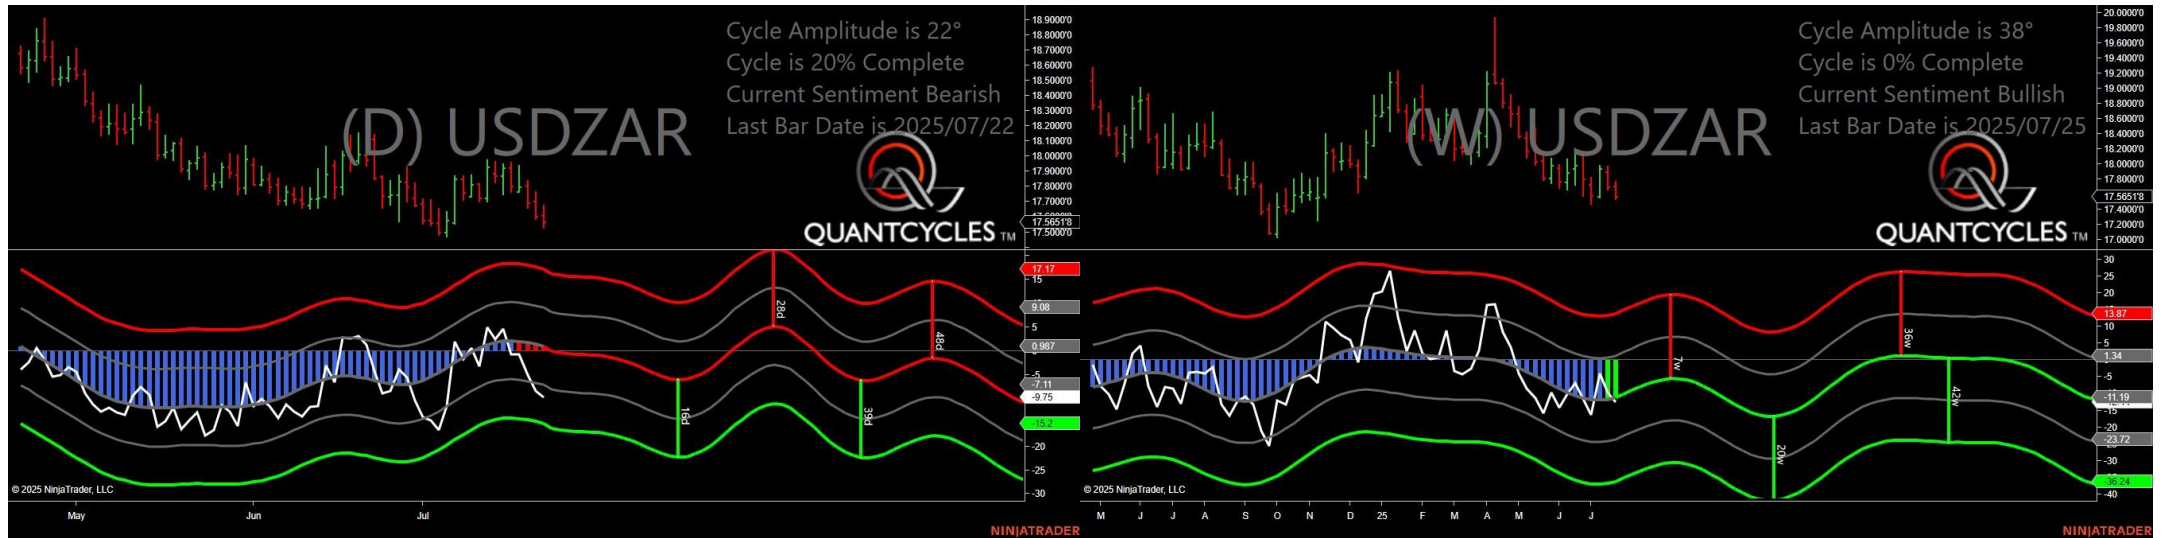 Cycle Amplitude is 22°
Cycle is 20% Complete
Current Sentiment Bearish
Last Bar Date is 2025/07/22
(D) USDZAR
QUANTCYCLES TM
18.9000'0
18.8000'0
18.7000'0
18.6000'0
18.5000'0
18.4000'0
18.3000'0
18.2000'0
18.1000'0
18.0000'0
17.9000'0
17.8000'0
17.7000'0
17.5651'8
17.5000'0
17.17
15
9.08
5
0.987
-5
-7.11
-9.75
-15.2
-20
-25
-30
16d
28d
39d
48d
© 2025 NinjaTrader, LLC
May
Jun
Jul
NINJATRADER
Cycle Amplitude is 38°
Cycle is 0% Complete
Current Sentiment Bullish
Last Bar Date is 2025/07/25
(W) USDZAR
QUANTCYCLES TM
20.0000'0
19.8000'0
19.6000'0
19.4000'0
19.2000'0
19.0000'0
18.8000'0
18.6000'0
18.4000'0
18.2000'0
18.0000'0
17.8000'0
17.5651'8
17.4000'0
17.2000'0
17.0000'0
30
25
20
13.87
10
5
1.34
-5
-11.19
-15
-20
-23.72
-30
-36.24
-40
7w
20w
36w
42w
© 2025 NinjaTrader, LLC
M
J
J
A
S
O
N
D
25
F
M
A
M
J
J
NINJATRADER